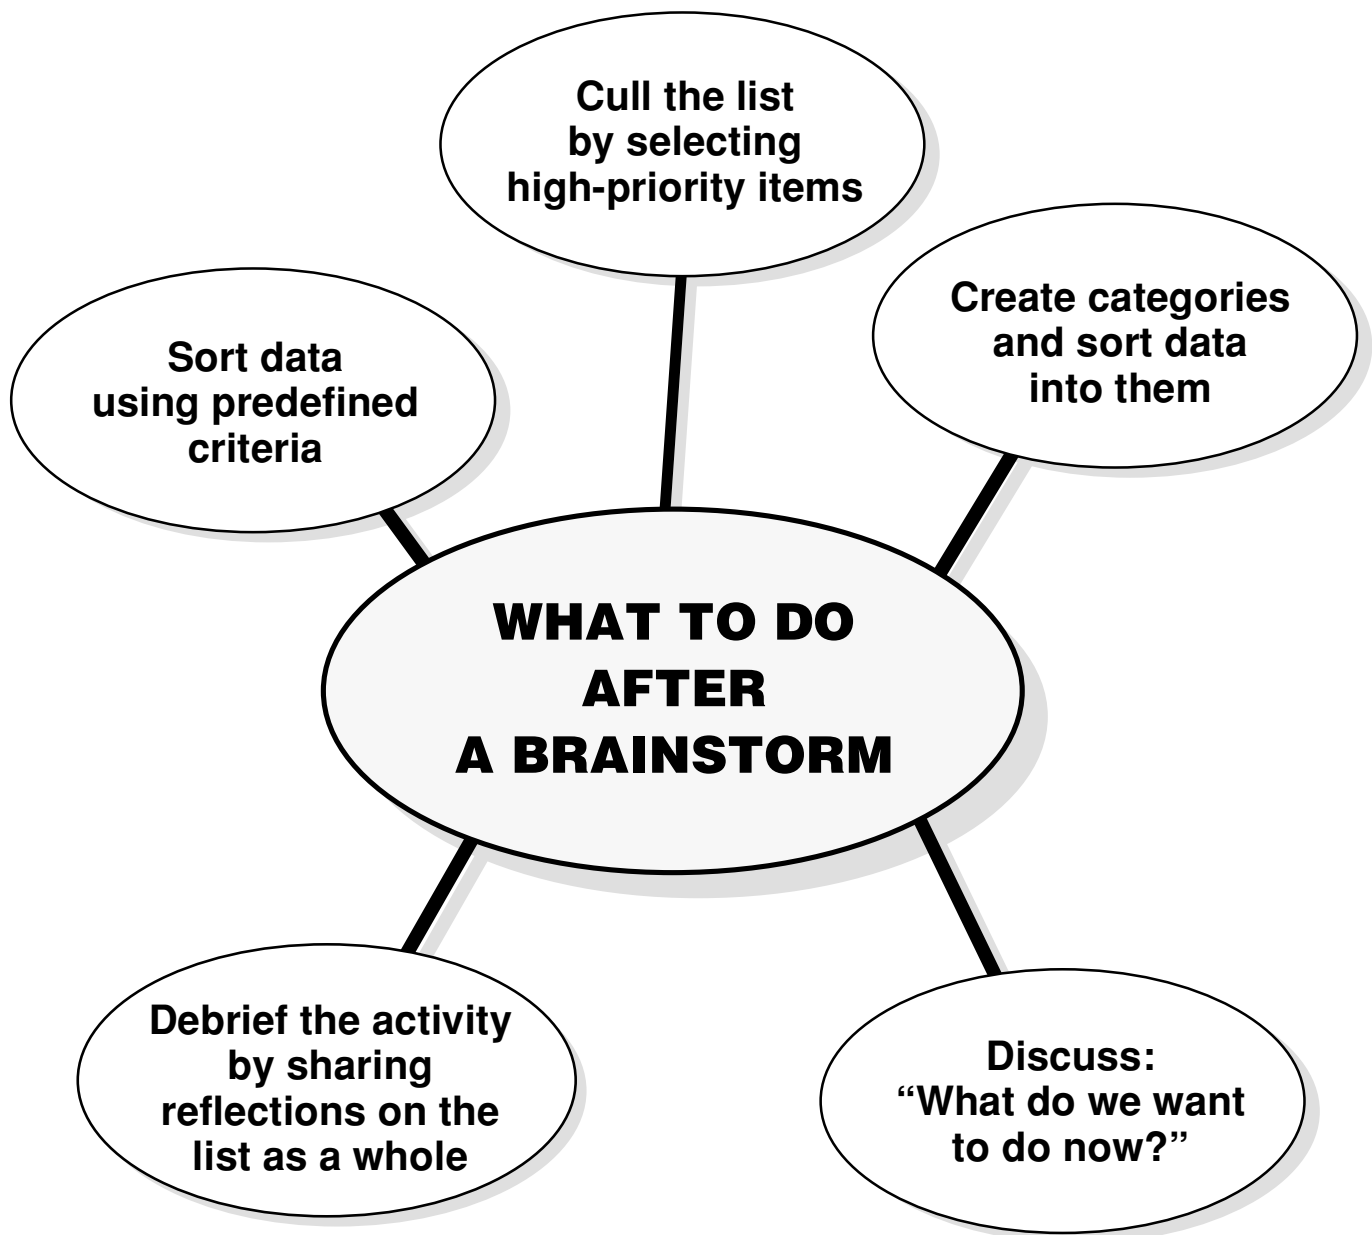 Cull the list
by selecting
high-priority items
Create categories
and sort data
into them
Sort data
using predefined
criteria
WHAT TO DO
AFTER
A BRAINSTORM
Debrief the activity
by sharing
reflections on the
list as a whole
Discuss:
“What do we want
to do now?”